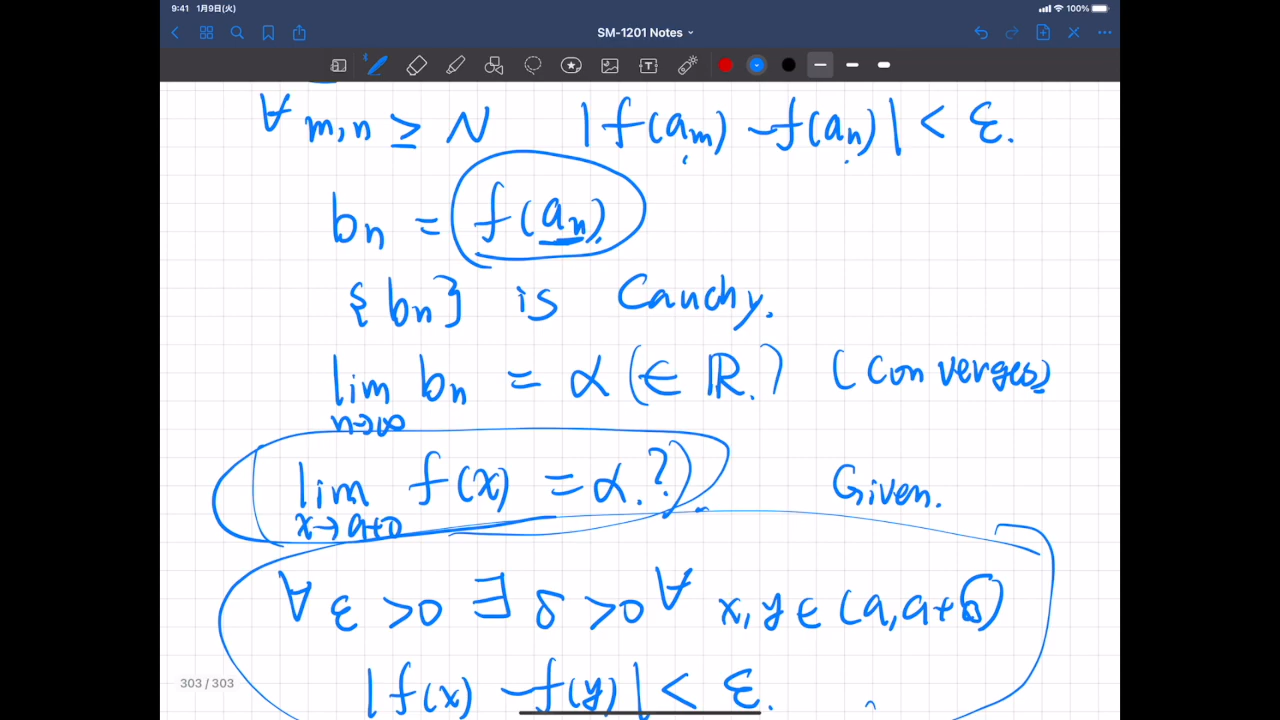 9:41 1月9日(火) 100%
SM-1201 Notes
∀m,n ≥ N |f(am) - f(an)| < ε.
bn = f(an)
{bn} is Cauchy.
lim n→∞ bn = α (∈ ℝ.) (Converges)
(lim x→a+0 f(x) = α.?) Given.
∀ε >0 ∃δ >0 ∀x,y ∈ (a, a+δ)
303 / 303
|f(x) - f(y)| < ε.